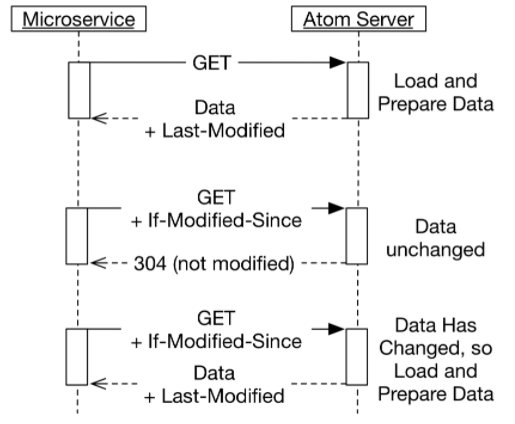 Microservice
Atom Server
GET
Load and
Prepare Data
Data
+ Last-Modified
GET
+ If-Modified-Since
Data
unchanged
304 (not modified)
GET
+ If-Modified-Since
Data Has
Changed, so
Load and
Prepare Data
Data
+ Last-Modified